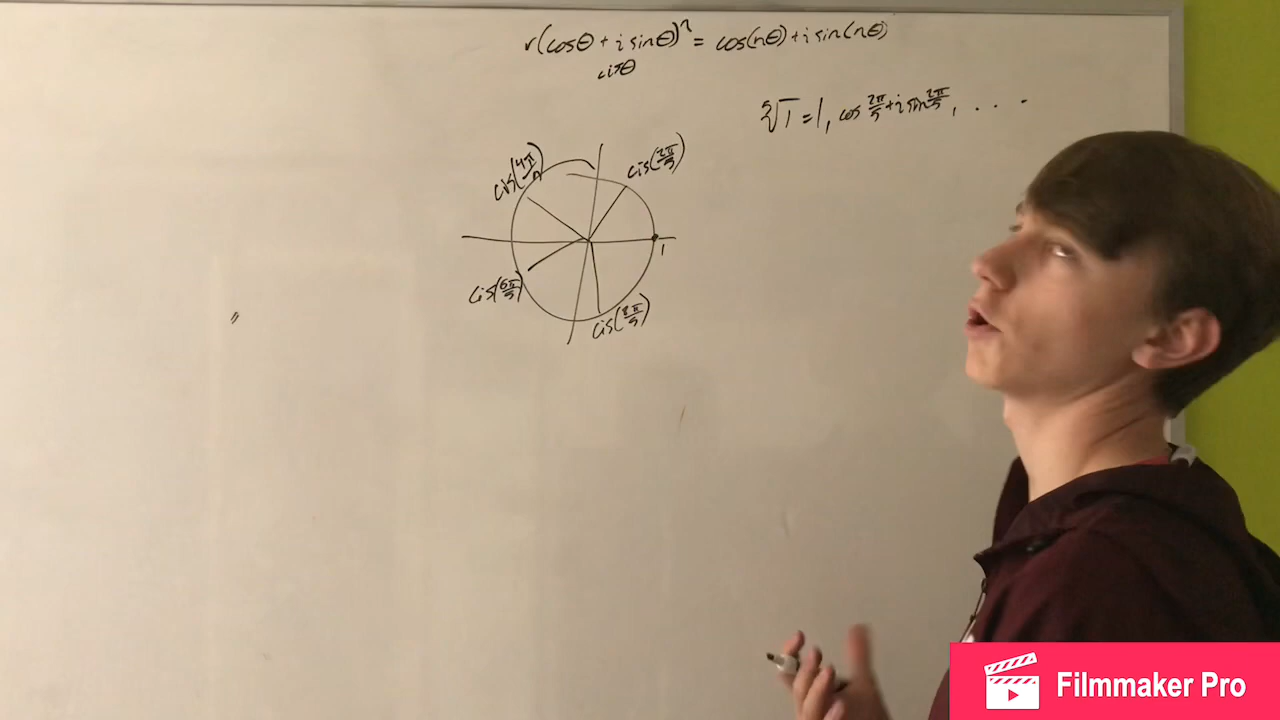 r(cosθ + i sinθ)ⁿ = cos(nθ) + i sin(nθ)
cisθ
⁵√1 = 1, cos 2π/5 + i sin 2π/5, . . .
cis(4π/n)
cis(2π/5)
1
cis(6π/5)
cis(8π/5)
Filmmaker Pro